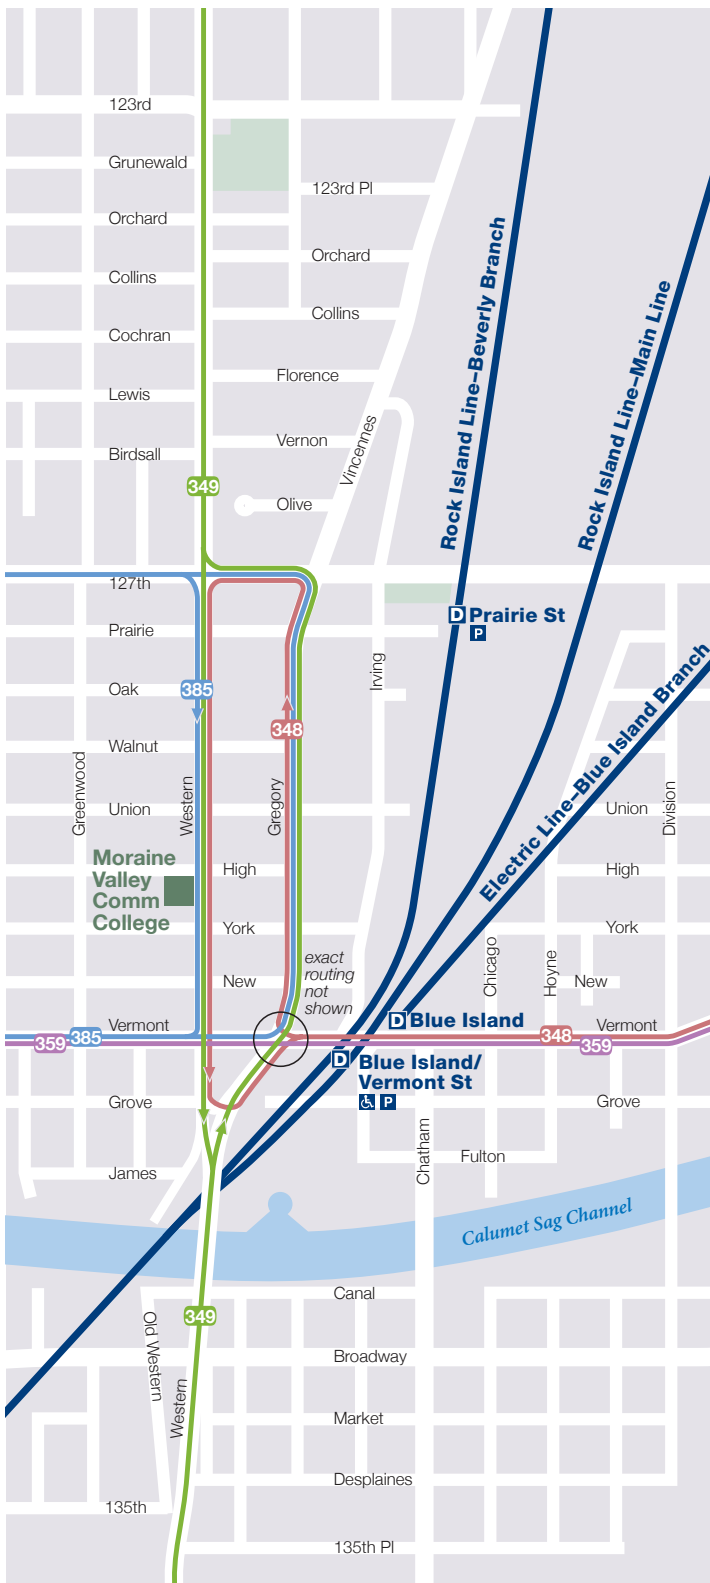 123rd
Grunewald
123rd Pl
Orchard
Orchard
Collins
Collins
Cochran
Florence
Lewis
Vernon
Birdsall
Vincennes
349
Olive
Rock Island Line–Beverly Branch
Rock Island Line–Main Line
127th
D Prairie St
P
Prairie
Irving
Oak
385
348
Walnut
Greenwood
Western
Gregory
Union
Electric Line–Blue Island Branch
Union
Division
Moraine
Valley
Comm
College
High
High
York
York
exact
routing
not
shown
New
Chicago
Hoyne
New
Vermont
D Blue Island
Vermont
359
385
348
359
D Blue Island/
Vermont St
P
Grove
Grove
James
Chatham
Fulton
Calumet Sag Channel
Canal
349
Old Western
Broadway
Western
Market
Desplaines
135th
135th Pl